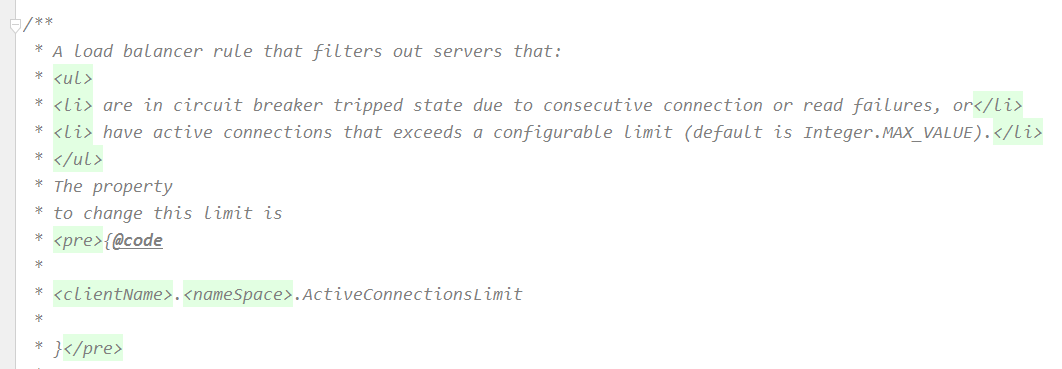 /**
* A load balancer rule that filters out servers that:
* <ul>
* <li> are in circuit breaker tripped state due to consecutive connection or read failures, or</li>
* <li> have active connections that exceeds a configurable limit (default is Integer.MAX_VALUE).</li>
* </ul>
* The property
* to change this limit is
* <pre>{@code
*
* <clientName>.<nameSpace>.ActiveConnectionsLimit
*
* }</pre>